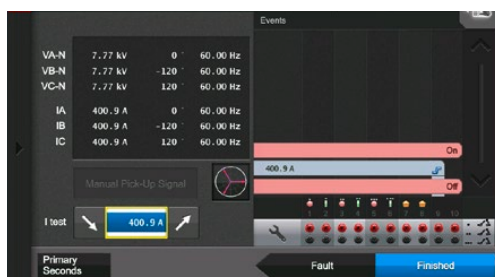 Events
VA-N 7.77 kV 0 ° 60.00 Hz
VB-N 7.77 kV -120 ° 60.00 Hz
VC-N 7.77 kV 120 ° 60.00 Hz
IA 400.9 A 0 ° 60.00 Hz
IB 400.9 A -120 ° 60.00 Hz
IC 400.9 A 120 ° 60.00 Hz
On
400.9 A
Manual Pick-Up Signal
Off
I test 400.9 A
1 2 3 4 5 6 7 8 9 10
Primary
Seconds
Fault
Finished